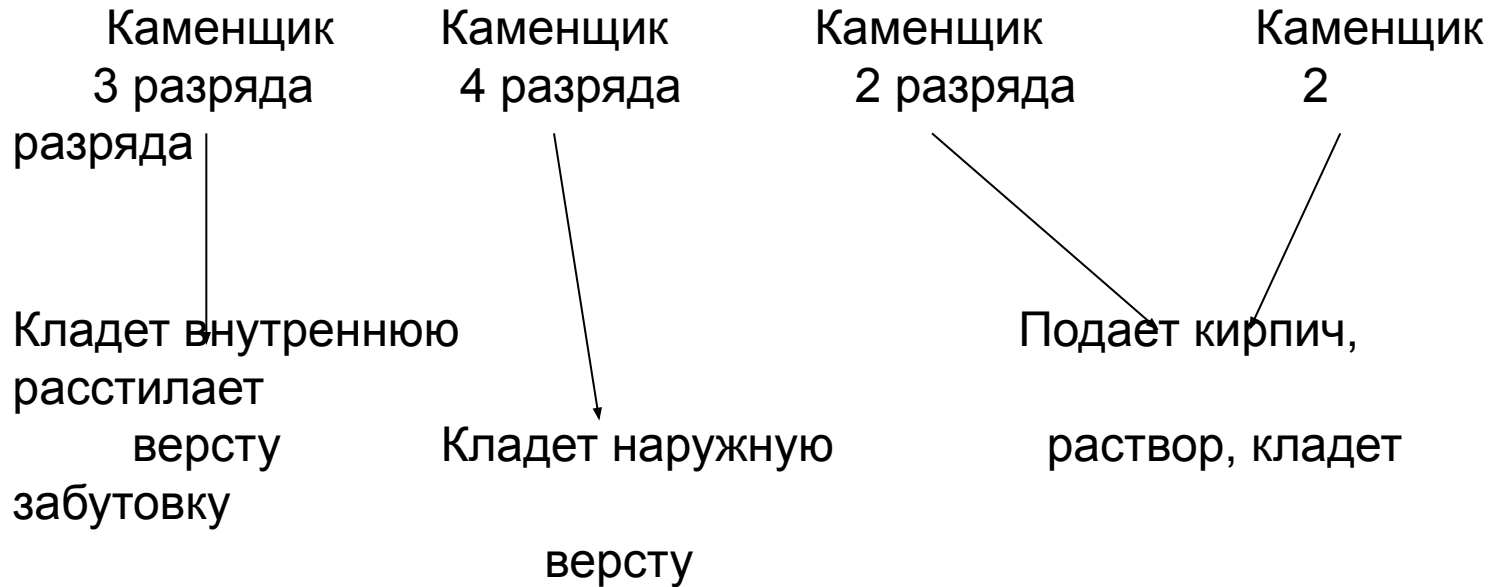 Каменщик Каменщик Каменщик Каменщик
3 разряда 4 разряда 2 разряда 2
разряда
Кладет внутреннюю Подает кирпич,
расстилает
версту Кладет наружную раствор, кладет
забутовку
версту